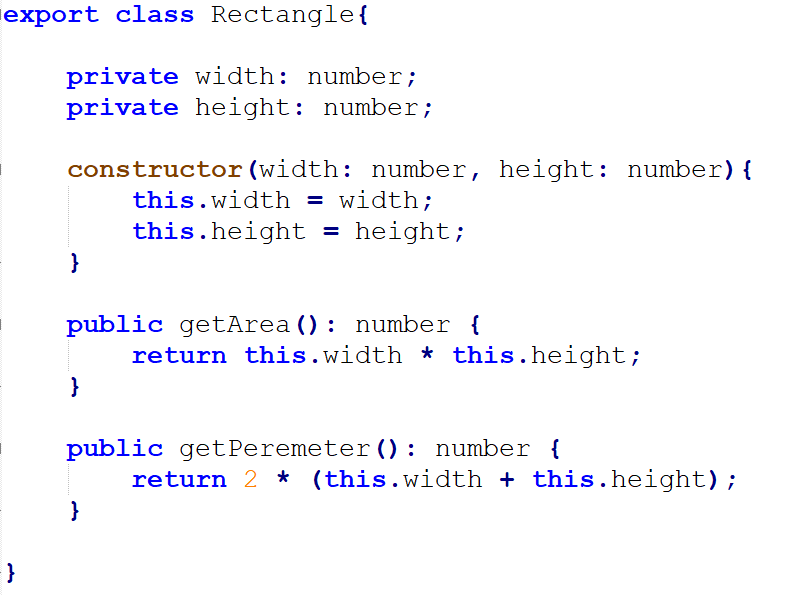 export class Rectangle{
private width: number;
private height: number;
constructor(width: number, height: number){
this.width = width;
this.height = height;
}
public getArea(): number {
return this.width * this.height;
}
public getPeremeter(): number {
return 2 * (this.width + this.height);
}
}